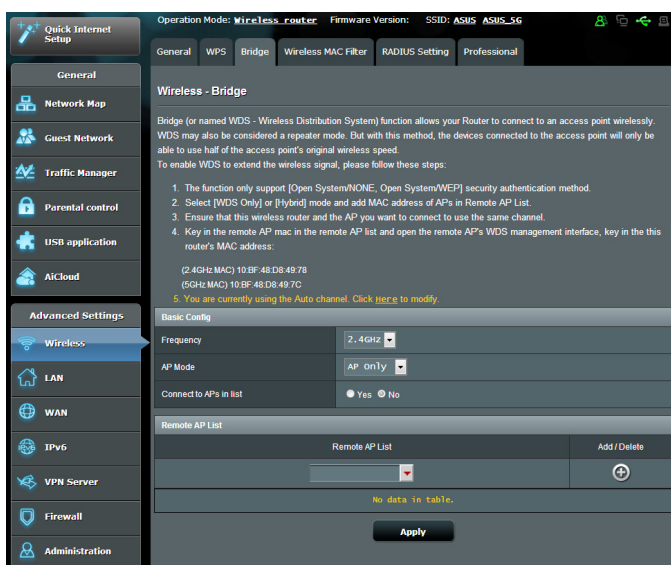 Quick Internet
Setup
Operation Mode: Wireless router Firmware Version: SSID: ASUS ASUS_5G
General WPS Bridge Wireless MAC Filter RADIUS Setting Professional
General
Network Map
Guest Network
Traffic Manager
Parental control
USB application
AiCloud
Advanced Settings
Wireless
LAN
WAN
IPv6
VPN Server
Firewall
Administration
Wireless - Bridge
Bridge (or named WDS - Wireless Distribution System) function allows your Router to connect to an access point wirelessly.
WDS may also be considered a repeater mode. But with this method, the devices connected to the access point will only be
able to use half of the access point's original wireless speed.
To enable WDS to extend the wireless signal, please follow these steps:
1. The function only support [Open System/NONE, Open System/WEP] security authentication method.
2. Select [WDS Only] or [Hybrid] mode and add MAC address of APs in Remote AP List.
3. Ensure that this wireless router and the AP you want to connect to use the same channel.
4. Key in the remote AP mac in the remote AP list and open the remote AP's WDS management interface, key in the this
router's MAC address:
(2.4GHz MAC) 10:BF:48:D8:49:78
(5GHz MAC) 10:BF:48:D8:49:7C
5. You are currently using the Auto channel. Click Here to modify.
Basic Config
Frequency 2.4GHz
AP Mode AP Only
Connect to APs in list Yes No
Remote AP List
Remote AP List Add / Delete
No data in table.
Apply